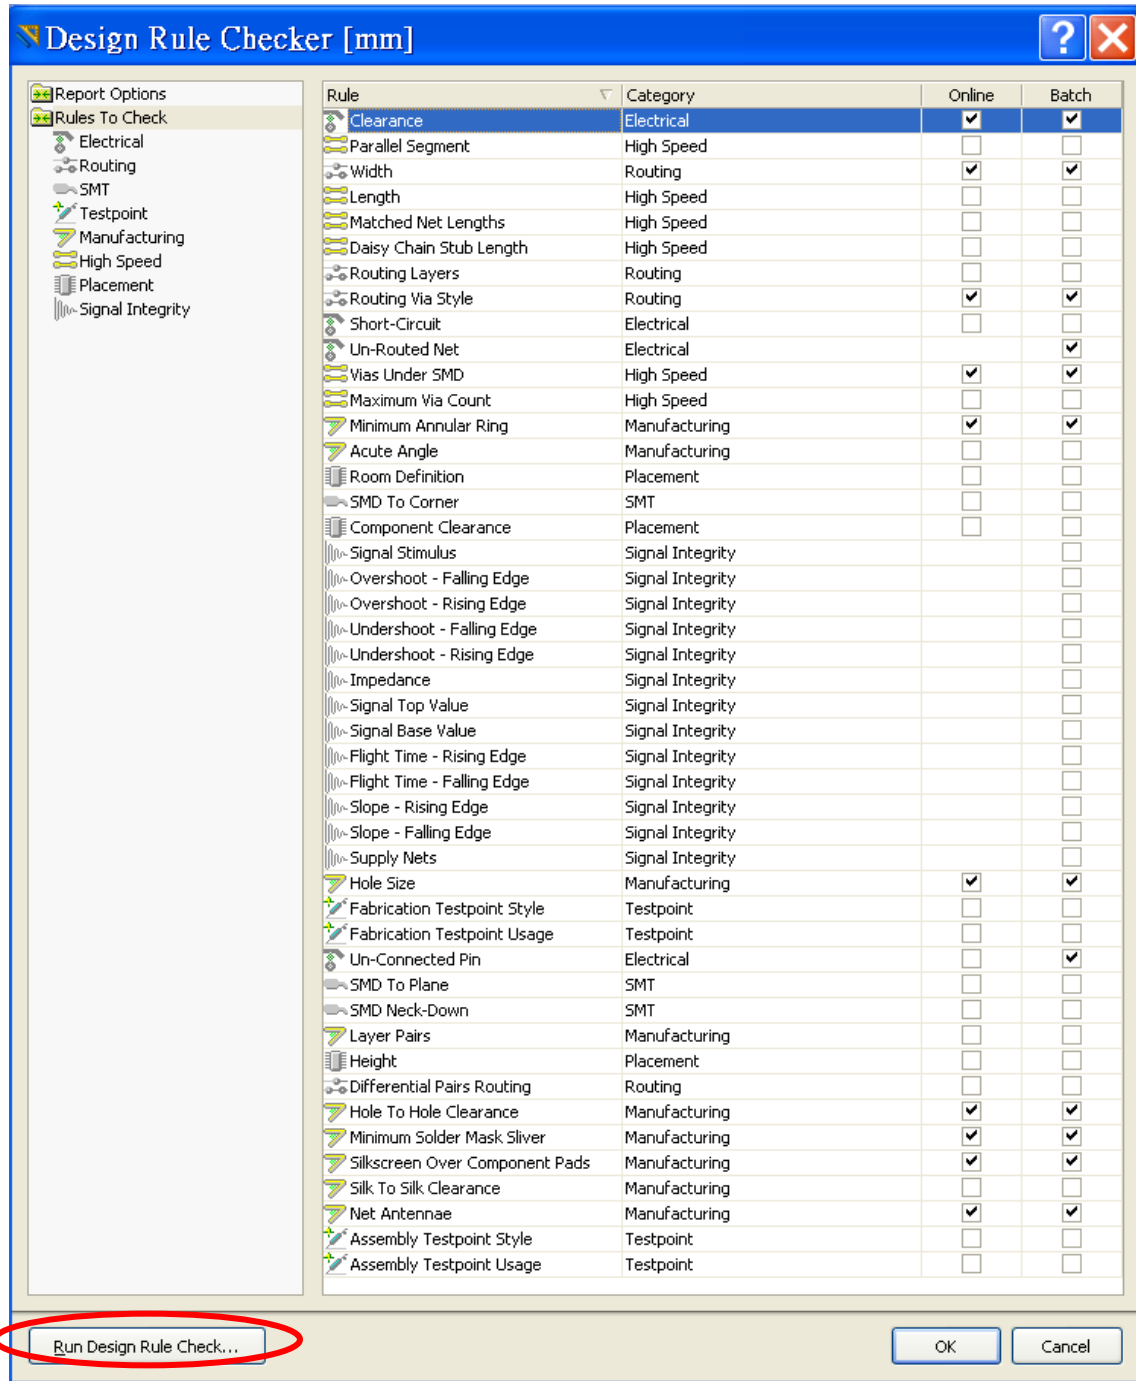 Design Rule Checker [mm]
Report Options
Rules To Check
Electrical
Routing
SMT
Testpoint
Manufacturing
High Speed
Placement
Signal Integrity
Rule Category Online Batch
Clearance Electrical
Parallel Segment High Speed
Width Routing
Length High Speed
Matched Net Lengths High Speed
Daisy Chain Stub Length High Speed
Routing Layers Routing
Routing Via Style Routing
Short-Circuit Electrical
Un-Routed Net Electrical
Vias Under SMD High Speed
Maximum Via Count High Speed
Minimum Annular Ring Manufacturing
Acute Angle Manufacturing
Room Definition Placement
SMD To Corner SMT
Component Clearance Placement
Signal Stimulus Signal Integrity
Overshoot - Falling Edge Signal Integrity
Overshoot - Rising Edge Signal Integrity
Undershoot - Falling Edge Signal Integrity
Undershoot - Rising Edge Signal Integrity
Impedance Signal Integrity
Signal Top Value Signal Integrity
Signal Base Value Signal Integrity
Flight Time - Rising Edge Signal Integrity
Flight Time - Falling Edge Signal Integrity
Slope - Rising Edge Signal Integrity
Slope - Falling Edge Signal Integrity
Supply Nets Signal Integrity
Hole Size Manufacturing
Fabrication Testpoint Style Testpoint
Fabrication Testpoint Usage Testpoint
Un-Connected Pin Electrical
SMD To Plane SMT
SMD Neck-Down SMT
Layer Pairs Manufacturing
Height Placement
Differential Pairs Routing Routing
Hole To Hole Clearance Manufacturing
Minimum Solder Mask Sliver Manufacturing
Silkscreen Over Component Pads Manufacturing
Silk To Silk Clearance Manufacturing
Net Antennae Manufacturing
Assembly Testpoint Style Testpoint
Assembly Testpoint Usage Testpoint
Run Design Rule Check... OK Cancel